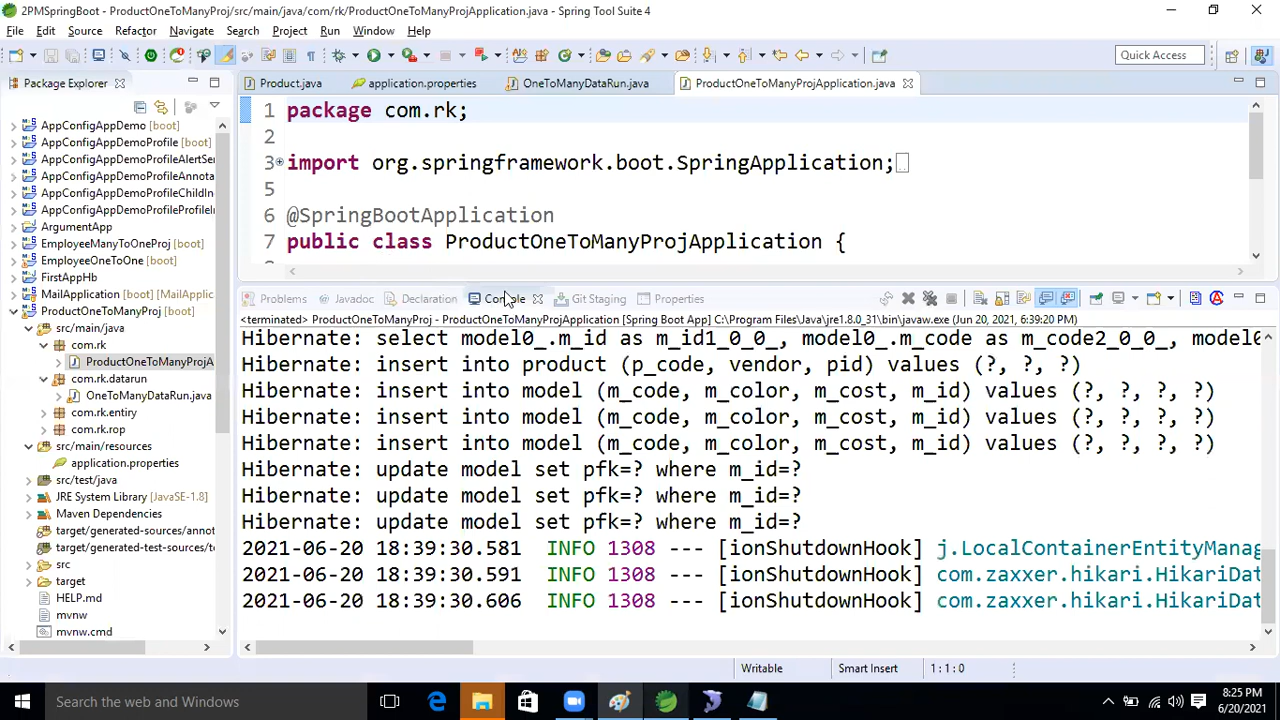 2PMSpringBoot - ProductOneToManyProj/src/main/java/com/rk/ProductOneToManyProjApplication.java - Spring Tool Suite 4
File Edit Source Refactor Navigate Search Project Run Window Help
Quick Access
Package Explorer
Product.java application.properties OneToManyDataRun.java ProductOneToManyProjApplication.java
AppConfigAppDemo [boot]
AppConfigAppDemoProfile [boot]
AppConfigAppDemoProfileAlertSer
AppConfigAppDemoProfileAnnota
AppConfigAppDemoProfileChildIn
AppConfigAppDemoProfileProfileIn
ArgumentApp
EmployeeManyToOneProj [boot]
EmployeeOneToOne [boot]
FirstAppHb
MailApplication [boot] [MailApplic
ProductOneToManyProj [boot]
src/main/java
com.rk
ProductOneToManyProjA
com.rk.datarun
OneToManyDataRun.java
com.rk.entry
com.rk.rop
src/main/resources
application.properties
src/test/java
JRE System Library [JavaSE-1.8]
Maven Dependencies
target/generated-sources/annot
target/generated-test-sources/te
src
target
HELP.md
mvnw
mvnw.cmd
1 package com.rk;
2
3 import org.springframework.boot.SpringApplication;
5
6 @SpringBootApplication
7 public class ProductOneToManyProjApplication {
Problems Javadoc Declaration Console Git Staging Properties
<terminated> ProductOneToManyProj - ProductOneToManyProjApplication [Spring Boot App] C:\Program Files\Java\jre1.8.0_31\bin\javaw.exe (Jun 20, 2021, 6:39:20 PM)
Hibernate: select model0_.m_id as m_id1_0_0_, model0_.m_code as m_code2_0_0_, model0
Hibernate: insert into product (p_code, vendor, pid) values (?, ?, ?)
Hibernate: insert into model (m_code, m_color, m_cost, m_id) values (?, ?, ?, ?)
Hibernate: insert into model (m_code, m_color, m_cost, m_id) values (?, ?, ?, ?)
Hibernate: insert into model (m_code, m_color, m_cost, m_id) values (?, ?, ?, ?)
Hibernate: update model set pfk=? where m_id=?
Hibernate: update model set pfk=? where m_id=?
Hibernate: update model set pfk=? where m_id=?
2021-06-20 18:39:30.581 INFO 1308 --- [ionShutdownHook] j.LocalContainerEntityManag
2021-06-20 18:39:30.591 INFO 1308 --- [ionShutdownHook] com.zaxxer.hikari.HikariDat
2021-06-20 18:39:30.606 INFO 1308 --- [ionShutdownHook] com.zaxxer.hikari.HikariDat
Writable Smart Insert 1 : 1 : 0
Search the web and Windows
8:25 PM
6/20/2021